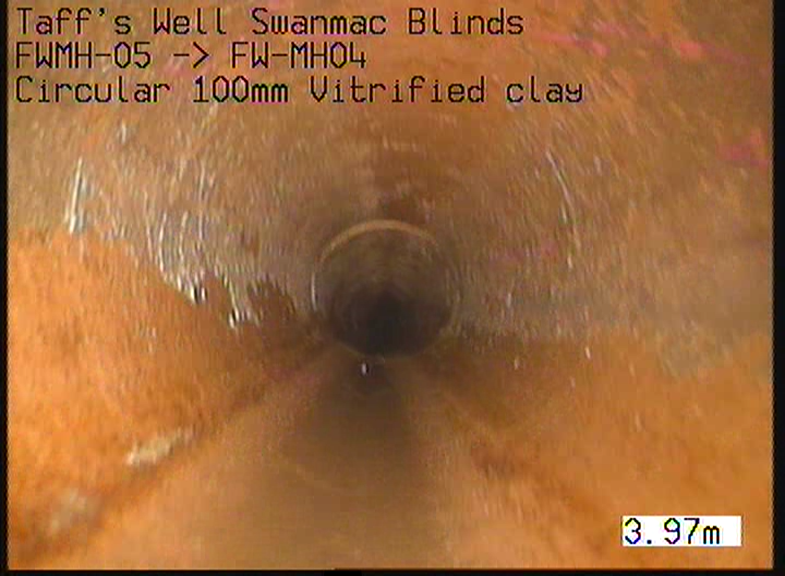 Taff's Well Swanmac Blinds
FWMH-05 -> FW-MH04
Circular 100mm Vitrified clay
3.97m